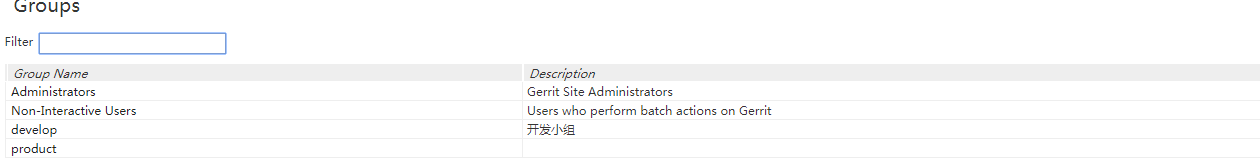 Groups
Filter
Group Name Description
Administrators Gerrit Site Administrators
Non-Interactive Users Users who perform batch actions on Gerrit
develop 开发小组
product